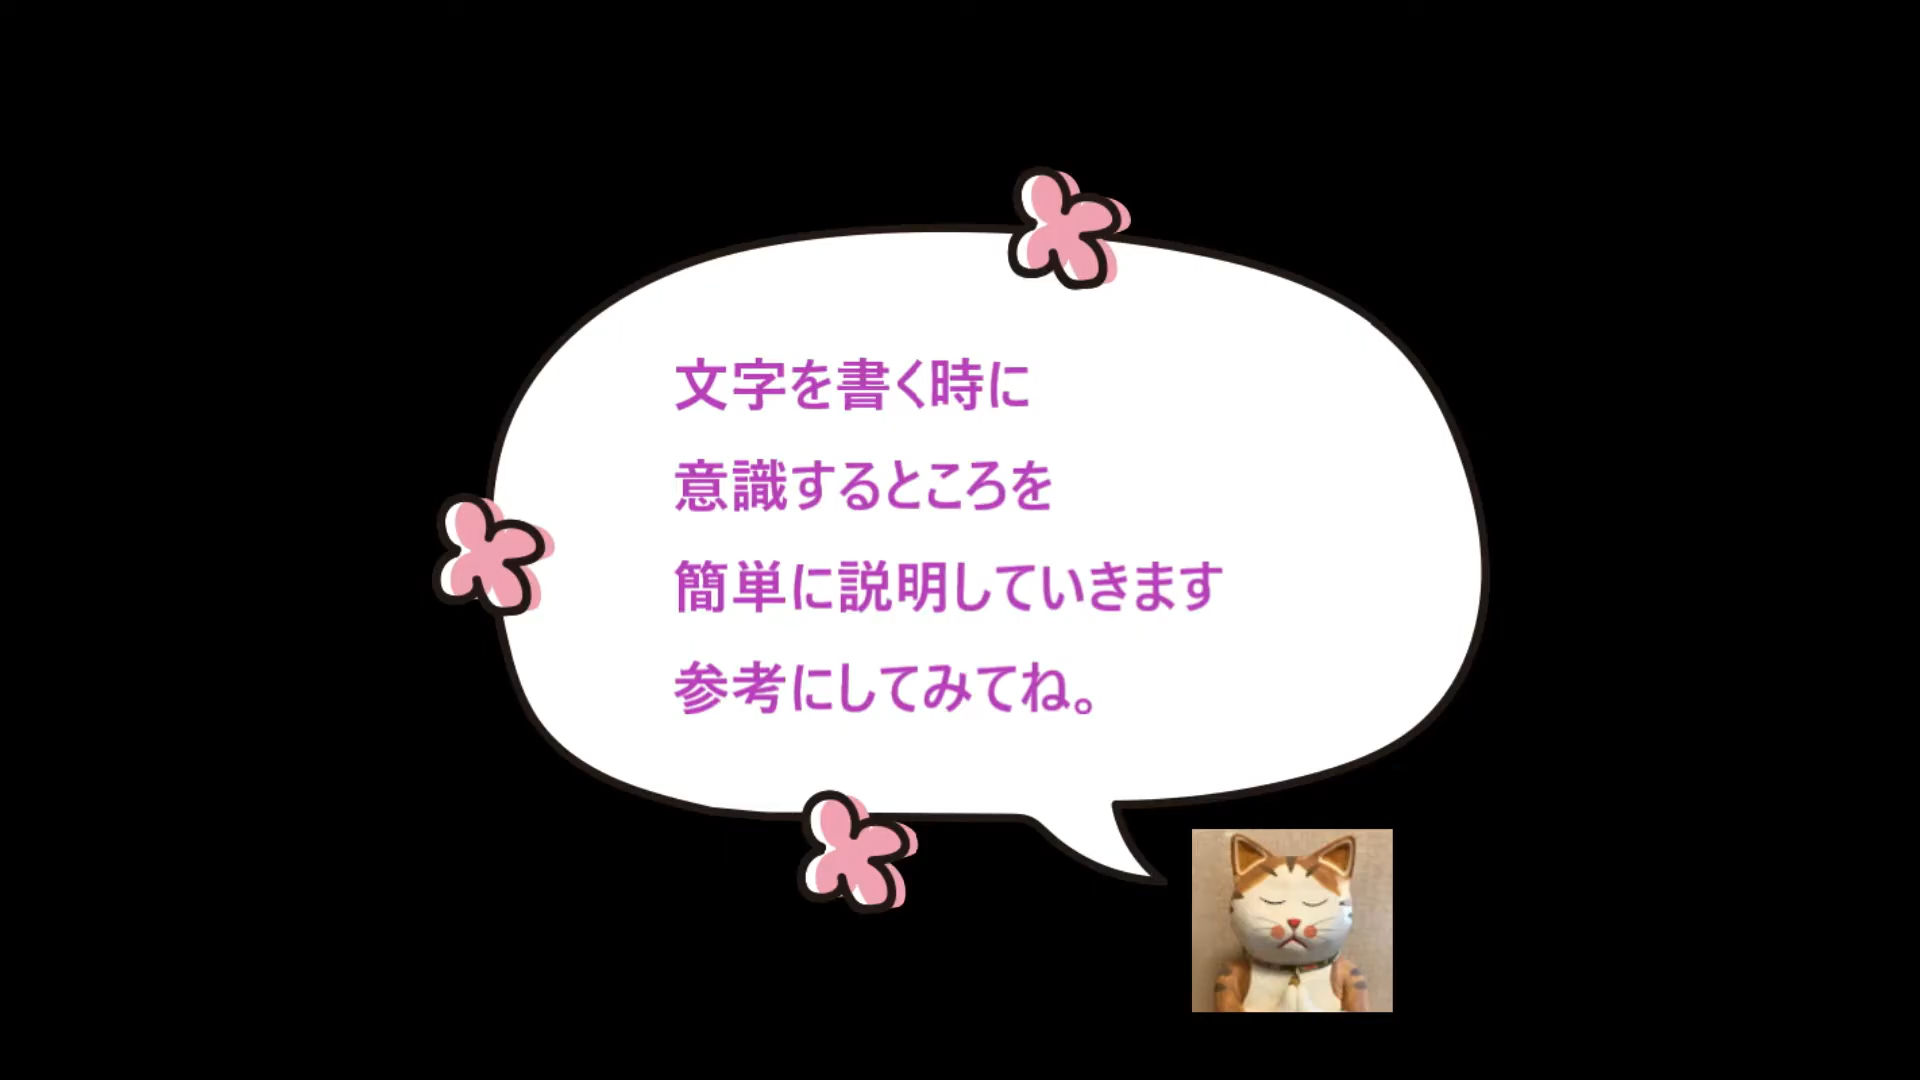 文字を書く時に
意識するところを
簡単に説明していきます
参考にしてみてね。